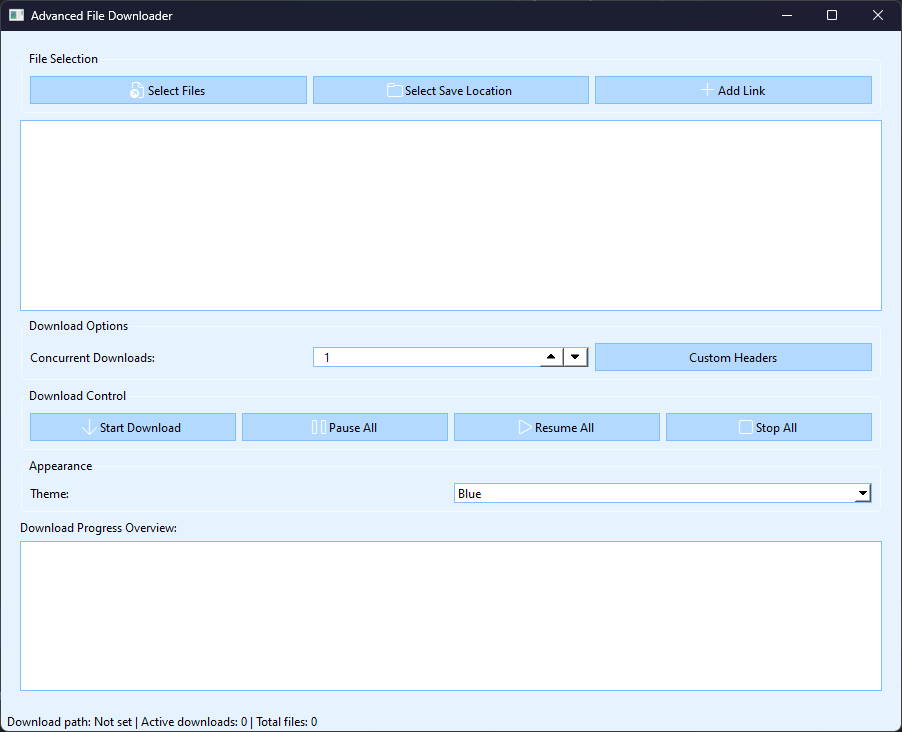 Advanced File Downloader
File Selection
Select Files Select Save Location Add Link
Download Options
Concurrent Downloads: 1 Custom Headers
Download Control
Start Download Pause All Resume All Stop All
Appearance
Theme: Blue
Download Progress Overview:
Download path: Not set | Active downloads: 0 | Total files: 0